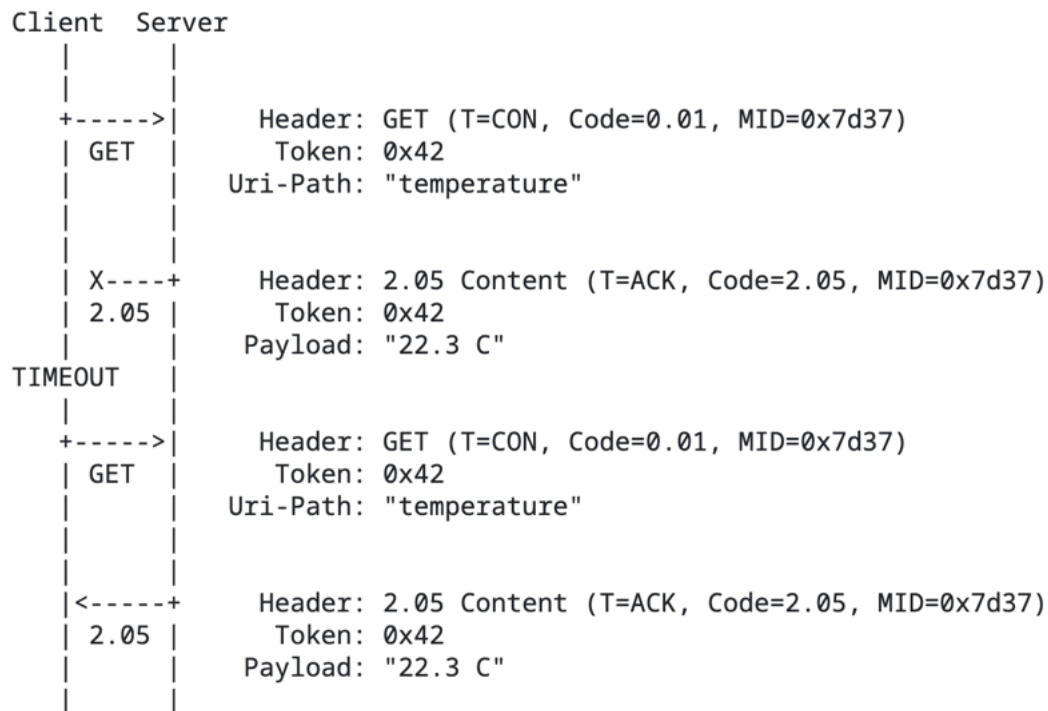 Client  Server
   |      |
   |      |
   +----->|     Header: GET (T=CON, Code=0.01, MID=0x7d37)
   | GET  |      Token: 0x42
   |      |   Uri-Path: "temperature"
   |      |
   |      |
   | X----+     Header: 2.05 Content (T=ACK, Code=2.05, MID=0x7d37)
   | 2.05 |      Token: 0x42
   |      |    Payload: "22.3 C"
TIMEOUT   |
   |      |
   +----->|     Header: GET (T=CON, Code=0.01, MID=0x7d37)
   | GET  |      Token: 0x42
   |      |   Uri-Path: "temperature"
   |      |
   |      |
   |<-----+     Header: 2.05 Content (T=ACK, Code=2.05, MID=0x7d37)
   | 2.05 |      Token: 0x42
   |      |    Payload: "22.3 C"
   |      |